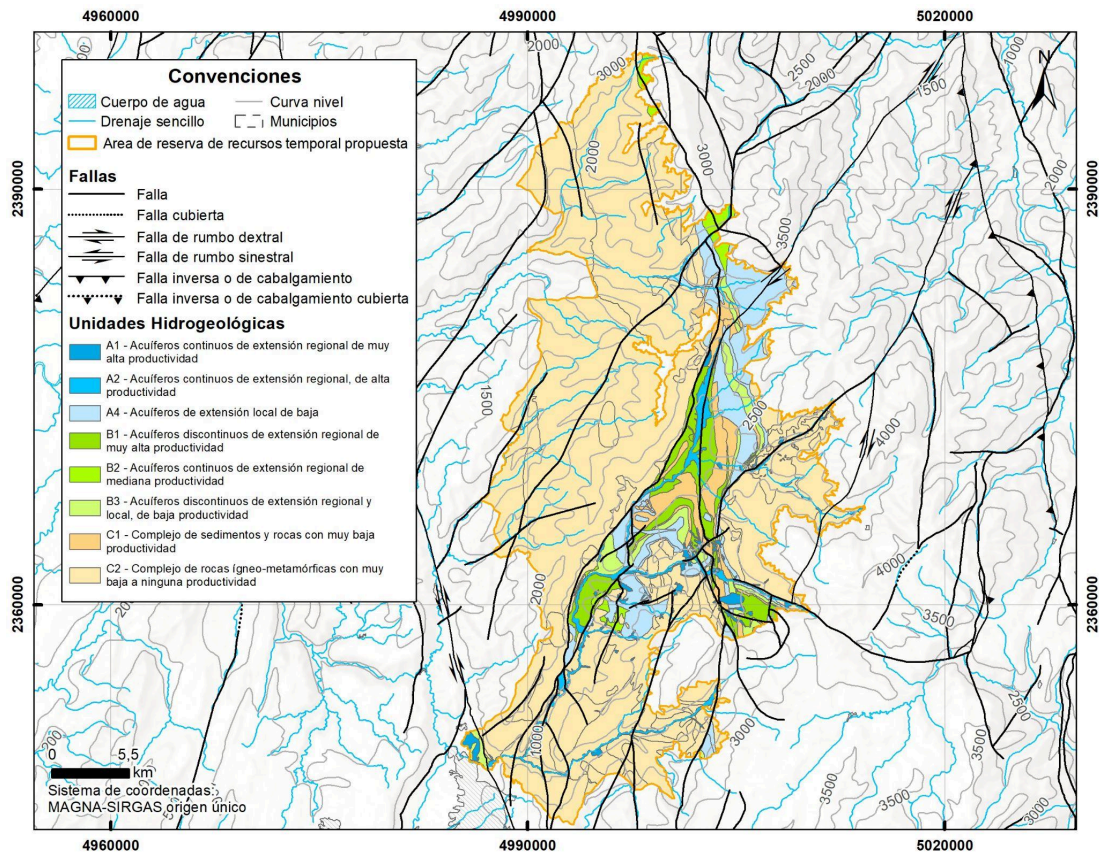 4960000
4990000
5020000
Convenciones
Cuerpo de agua
Curva nivel
Drenaje sencillo
Municipios
Area de reserva de recursos temporal propuesta
Fallas
Falla
Falla cubierta
Falla de rumbo dextral
Falla de rumbo sinestral
Falla inversa o de cabalgamiento
Falla inversa o de cabalgamiento cubierta
Unidades Hidrogeológicas
A1 - Acuíferos continuos de extensión regional de muy
alta productividad
A2 - Acuíferos continuos de extensión regional, de alta
productividad
A4 - Acuíferos de extensión local de baja
B1 - Acuíferos discontinuos de extensión regional de
muy alta productividad
B2 - Acuíferos continuos de extensión regional de
mediana productividad
B3 - Acuíferos discontinuos de extensión regional y
local, de baja productividad
C1 - Complejo de sedimentos y rocas con muy baja
productividad
C2 - Complejo de rocas ígneo-metamórficas con muy
baja a ninguna productividad
0 5,5
km
Sistema de coordenadas:
MAGNA-SIRGAS origen único
N
2390000
2390000
2360000
2360000
2000
3000
2500
2000
1500
1000
2000
3000
2000
3500
1500
2500
4000
2000
4000
3500
1000
3000
2500
3500
3500
3500
3000
4960000
4990000
5020000